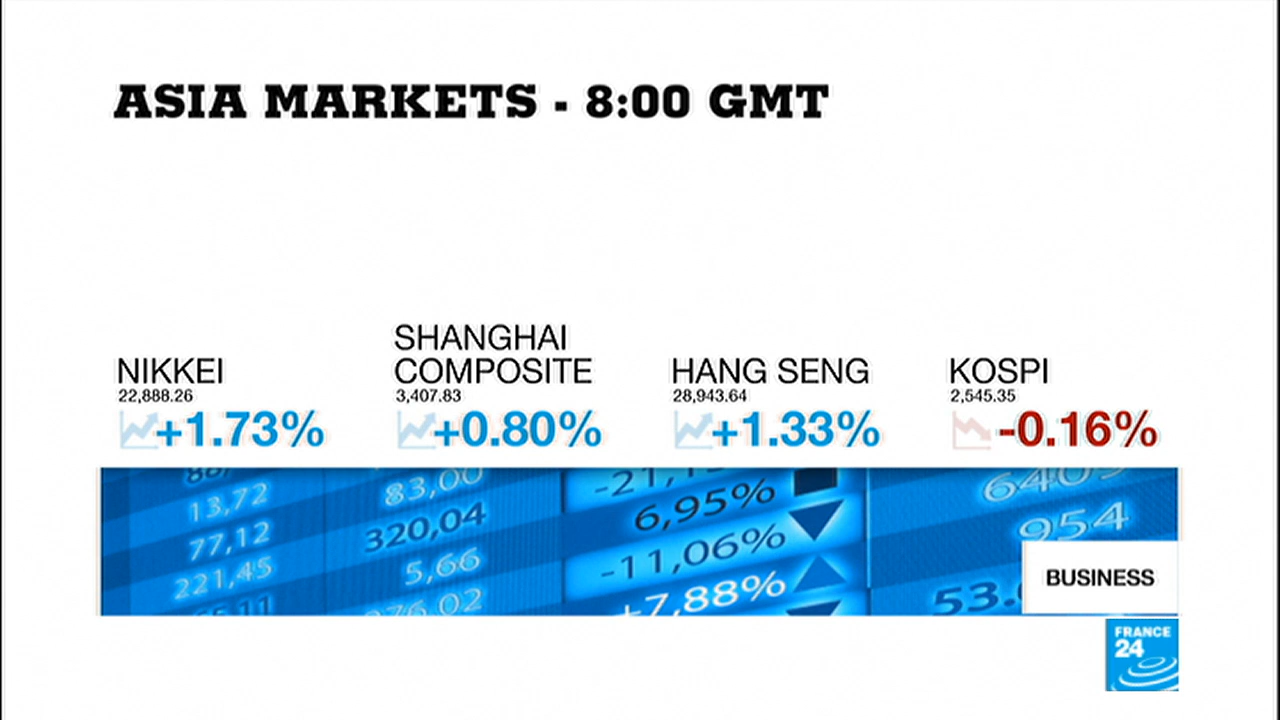 ASIA MARKETS - 8:00 GMT
NIKKEI
22,888.26
+1.73%
SHANGHAI
COMPOSITE
3,407.83
+0.80%
HANG SENG
28,943.64
+1.33%
KOSPI
2,545.35
-0.16%
13,72
77,12
221,45
83,00
320,04
5,66
6,95%
-11,06%
+7,88%
954
BUSINESS
FRANCE
24